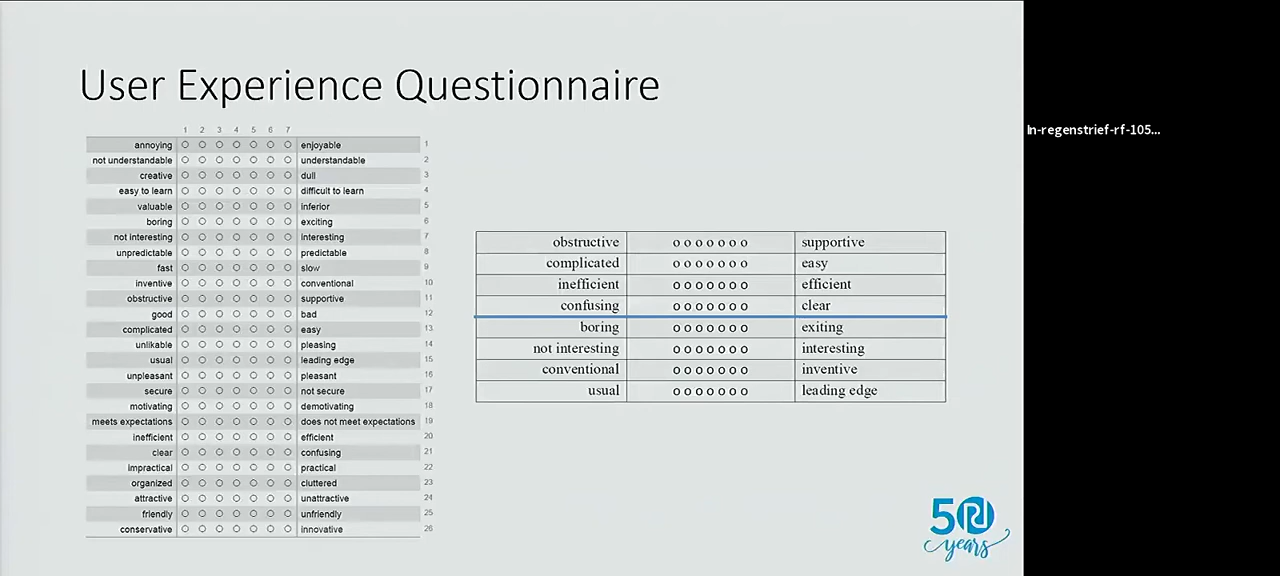 User Experience Questionnaire
1 2 3 4 5 6 7
annoying o o o o o o o enjoyable 1
not understandable o o o o o o o understandable 2
creative o o o o o o o dull 3
easy to learn o o o o o o o difficult to learn 4
valuable o o o o o o o inferior 5
boring o o o o o o o exciting 6
not interesting o o o o o o o interesting 7
unpredictable o o o o o o o predictable 8
fast o o o o o o o slow 9
inventive o o o o o o o conventional 10
obstructive o o o o o o o supportive 11
good o o o o o o o bad 12
complicated o o o o o o o easy 13
unlikable o o o o o o o pleasing 14
usual o o o o o o o leading edge 15
unpleasant o o o o o o o pleasant 16
secure o o o o o o o not secure 17
motivating o o o o o o o demotivating 18
meets expectations o o o o o o o does not meet expectations 19
inefficient o o o o o o o efficient 20
clear o o o o o o o confusing 21
impractical o o o o o o o practical 22
organized o o o o o o o cluttered 23
attractive o o o o o o o unattractive 24
friendly o o o o o o o unfriendly 25
conservative o o o o o o o innovative 26
obstructive o o o o o o o supportive
complicated o o o o o o o easy
inefficient o o o o o o o efficient
confusing o o o o o o o clear
boring o o o o o o o exiting
not interesting o o o o o o o interesting
conventional o o o o o o o inventive
usual o o o o o o o leading edge
50
years
In-regenstrief-rf-105...